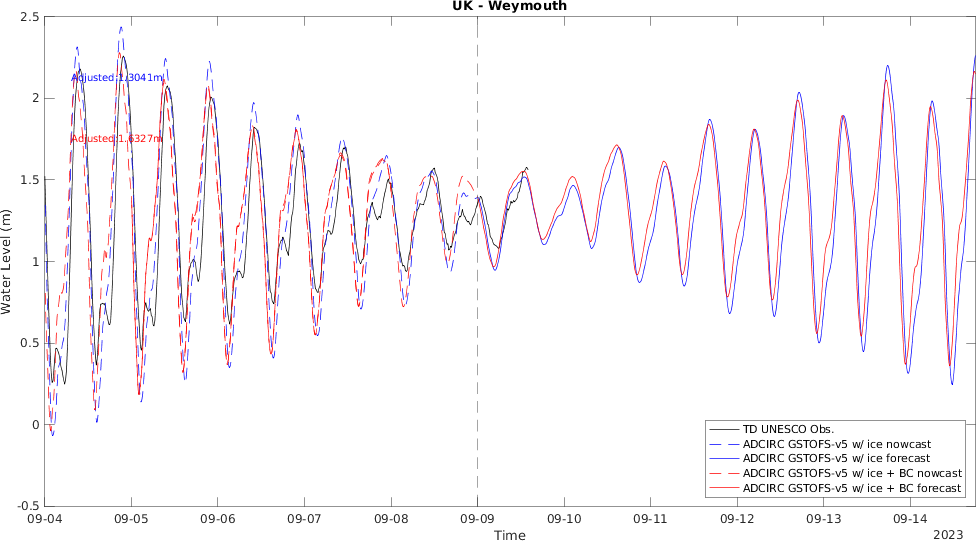 UK - Weymouth
2.5
2
1.5
1
0.5
0
-0.5
Water Level (m)
Adjusted:1.3041m
Adjusted:1.6327m
TD UNESCO Obs.
ADCIRC GSTOFS-v5 w/ ice nowcast
ADCIRC GSTOFS-v5 w/ ice forecast
ADCIRC GSTOFS-v5 w/ ice + BC nowcast
ADCIRC GSTOFS-v5 w/ ice + BC forecast
09-04 09-05 09-06 09-07 09-08 09-09 09-10 09-11 09-12 09-13 09-14
Time
2023